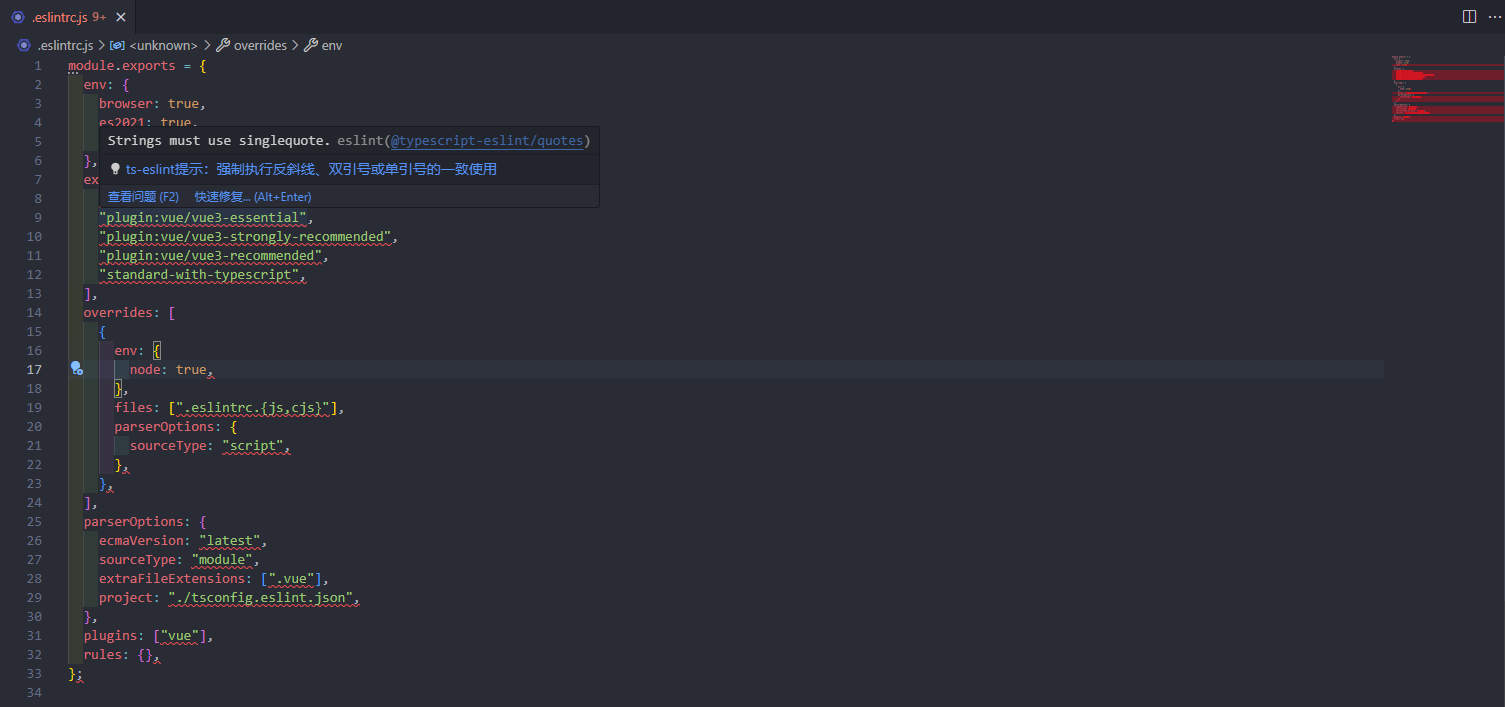 .eslintrc.js 9+
.eslintrc.js > <unknown> > overrides > env
1 module.exports = {
2 env: {
3 browser: true,
4 es2021: true,
5
Strings must use singlequote. eslint(@typescript-eslint/quotes)
ts-eslint提示: 强制执行反斜线、双引号或单引号的一致使用
查看问题 (F2) 快速修复... (Alt+Enter)
6 },
7 ex
8
9 "plugin:vue/vue3-essential",
10 "plugin:vue/vue3-strongly-recommended",
11 "plugin:vue/vue3-recommended",
12 "standard-with-typescript",
13 ],
14 overrides: [
15 {
16 env: {
17 node: true,
18 },
19 files: [".eslintrc.{js,cjs}"],
20 parserOptions: {
21 sourceType: "script",
22 },
23 },
24 ],
25 parserOptions: {
26 ecmaVersion: "latest",
27 sourceType: "module",
28 extraFileExtensions: [".vue"],
29 project: "./tsconfig.eslint.json",
30 },
31 plugins: ["vue"],
32 rules: {},
33 };
34